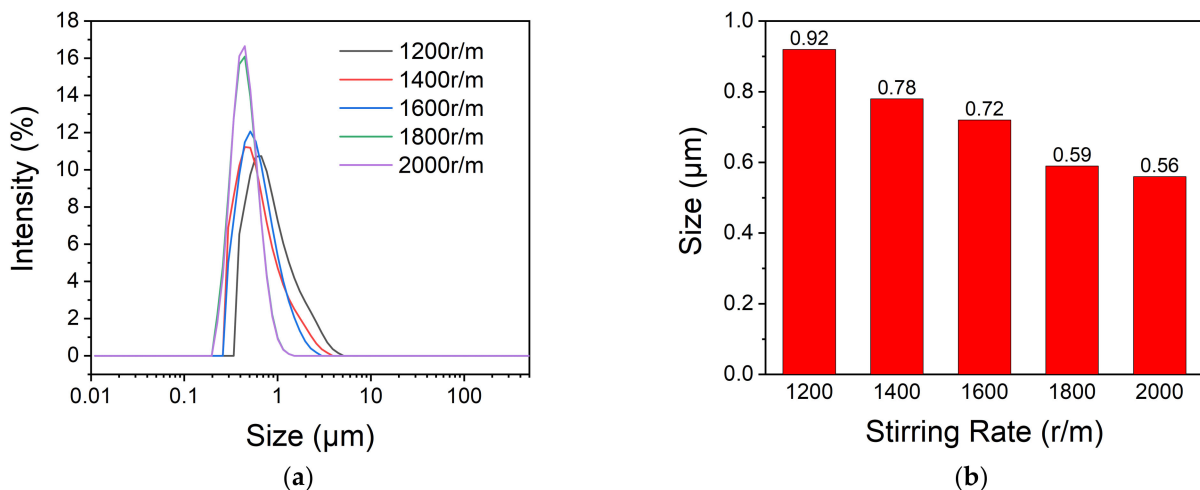 18
16
14
12
10
8
6
4
2
0
Intensity (%)
0.01 0.1 1 10 100
Size (μm)
1200r/m
1400r/m
1600r/m
1800r/m
2000r/m
(a)
1.0
0.8
0.6
0.4
0.2
0.0
Size (μm)
0.92
0.78
0.72
0.59
0.56
1200 1400 1600 1800 2000
Stirring Rate (r/m)
(b)